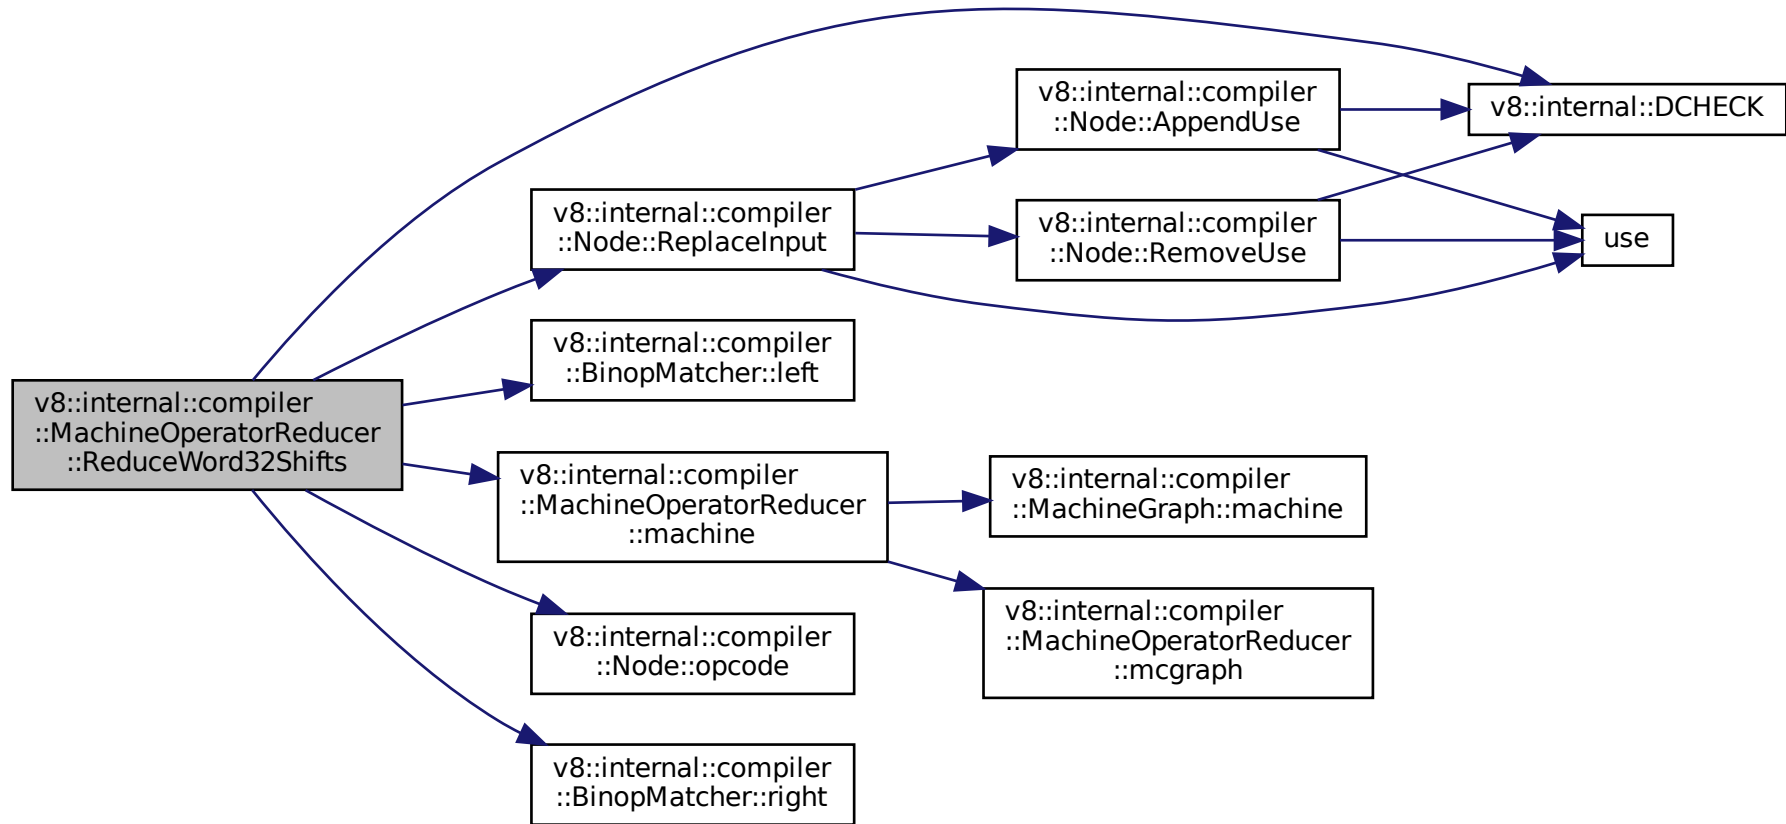 v8::internal::compiler
::MachineOperatorReducer
::ReduceWord32Shifts
v8::internal::DCHECK
v8::internal::compiler
::Node::ReplaceInput
v8::internal::compiler
::Node::AppendUse
use
v8::internal::compiler
::Node::RemoveUse
v8::internal::compiler
::BinopMatcher::left
v8::internal::compiler
::MachineOperatorReducer
::machine
v8::internal::compiler
::MachineGraph::machine
v8::internal::compiler
::MachineOperatorReducer
::mcgraph
v8::internal::compiler
::Node::opcode
v8::internal::compiler
::BinopMatcher::right